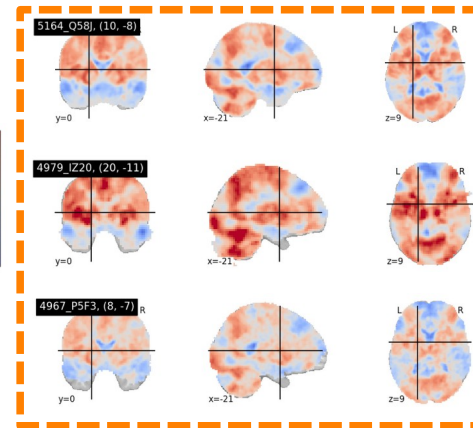 5164_Q58J, (10, -8)
L R
y=0 x=-21 z=9
4979_IZ20, (20, -11)
L R
y=0 x=-21 z=9
4967_P5F3, (8, -7)
R L R
y=0 x=-21 z=9